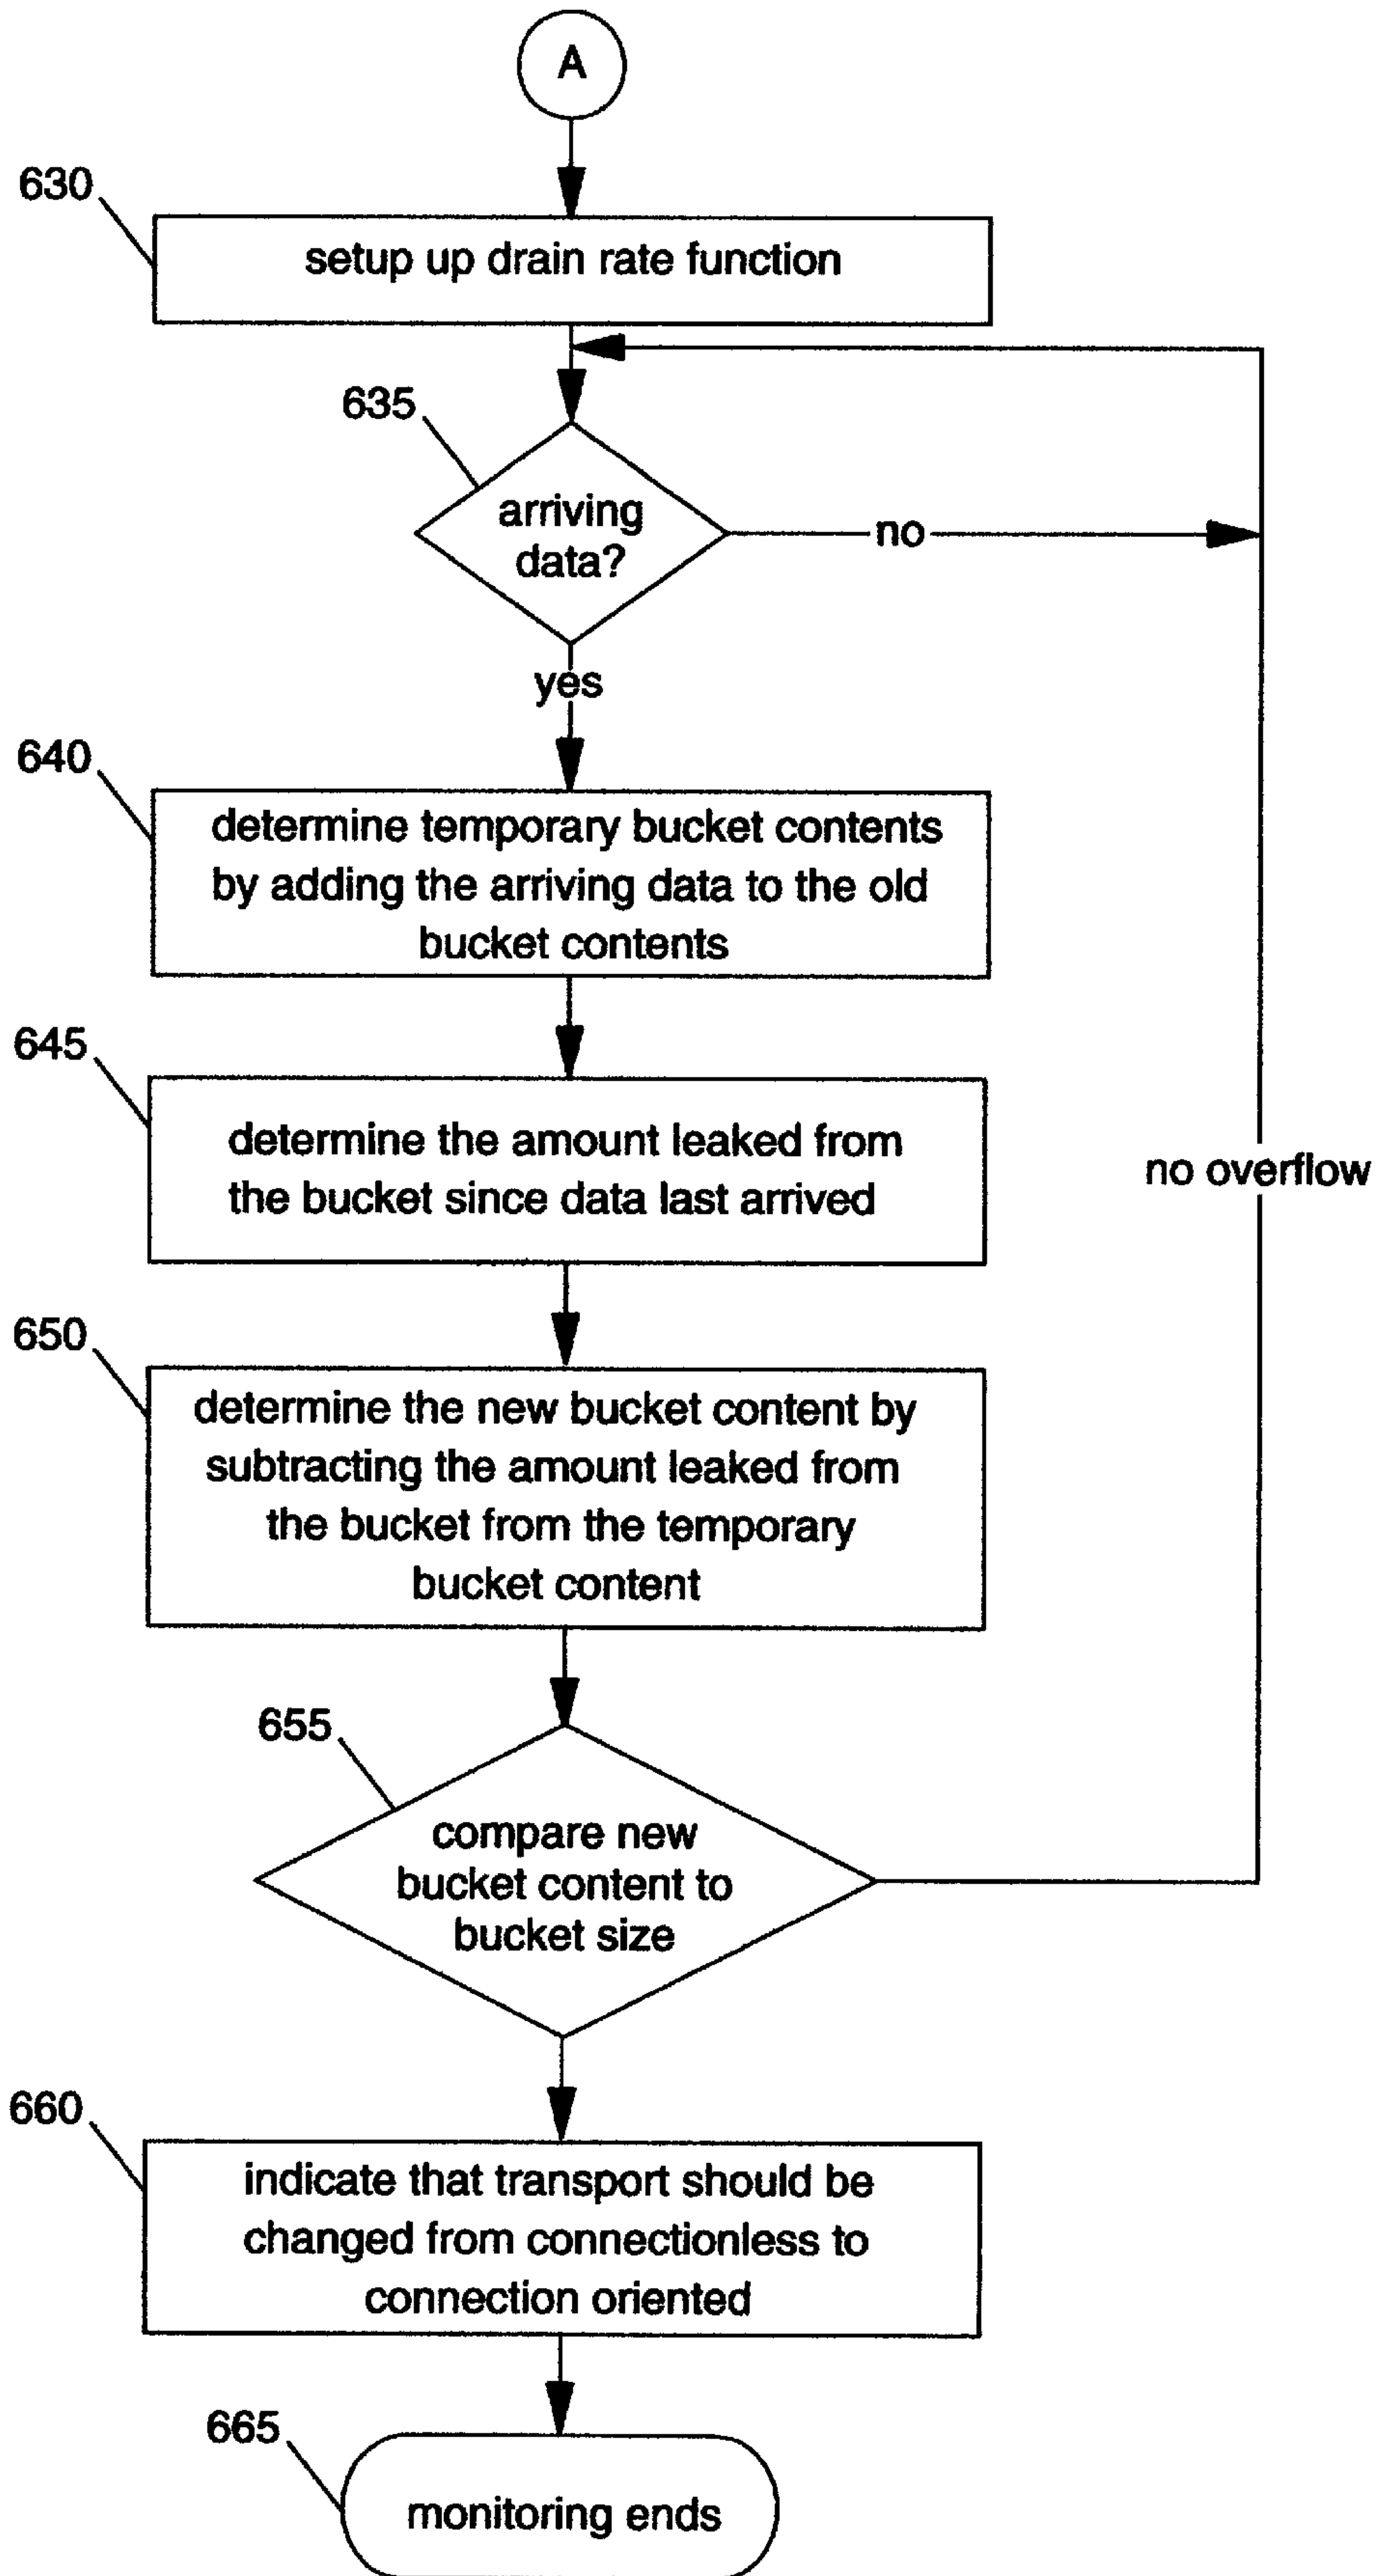 A
630
setup up drain rate function
635
arriving
data?
no
yes
640
determine temporary bucket contents
by adding the arriving data to the old
bucket contents
645
determine the amount leaked from
the bucket since data last arrived
no overflow
650
determine the new bucket content by
subtracting the amount leaked from
the bucket from the temporary
bucket content
655
compare new
bucket content to
bucket size
660
indicate that transport should be
changed from connectionless to
connection oriented
665
monitoring ends